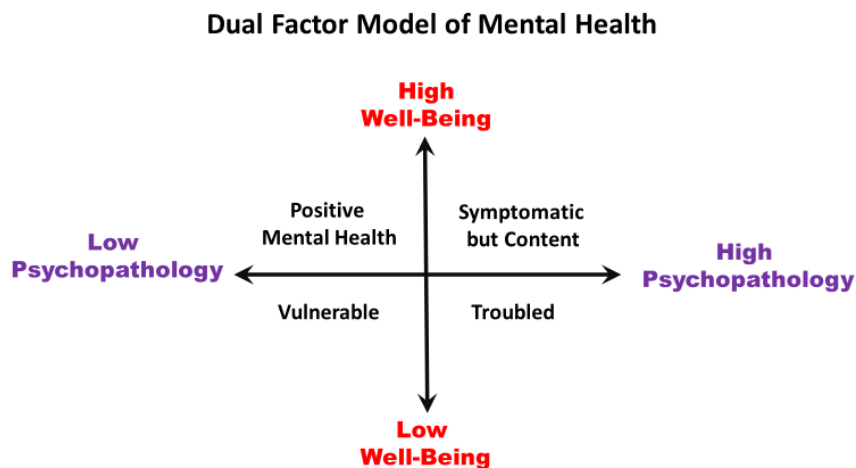 Dual Factor Model of Mental Health
High
Well-Being
Positive
Mental Health
Symptomatic
but Content
Low
Psychopathology
High
Psychopathology
Vulnerable
Troubled
Low
Well-Being